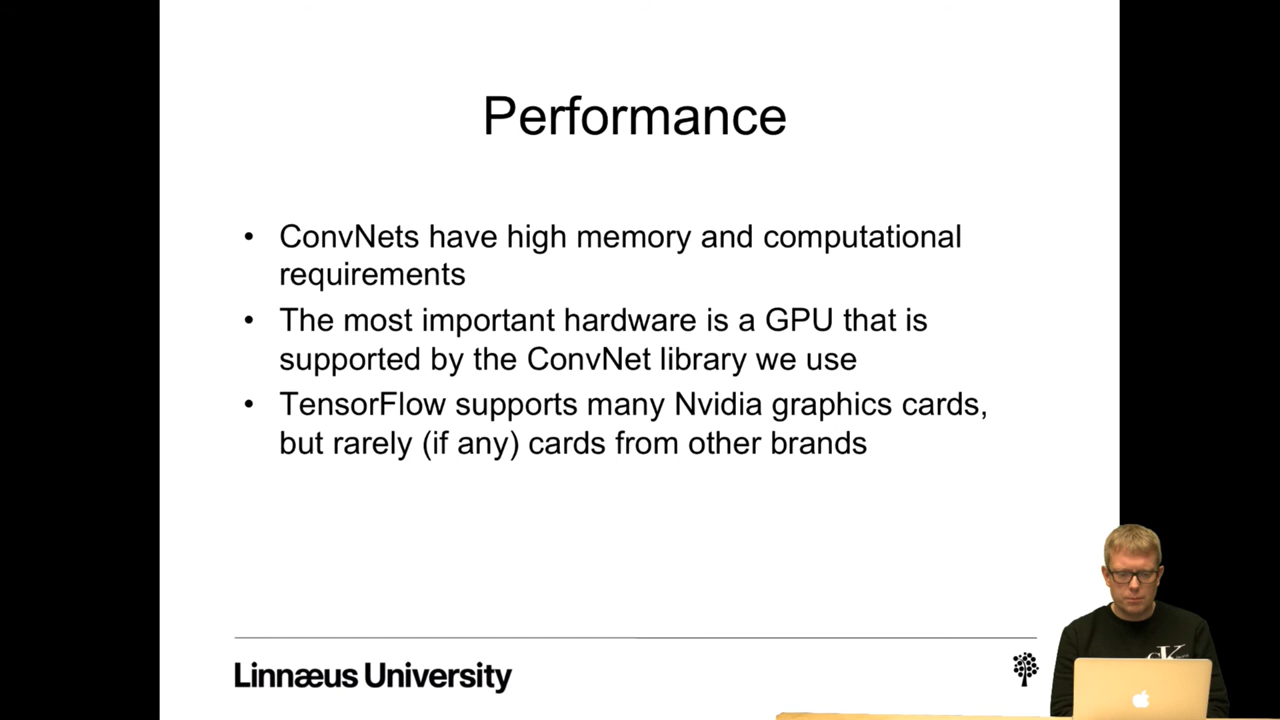 Performance
• ConvNets have high memory and computational
requirements
• The most important hardware is a GPU that is
supported by the ConvNet library we use
• TensorFlow supports many Nvidia graphics cards,
but rarely (if any) cards from other brands
Linnæus University
CK